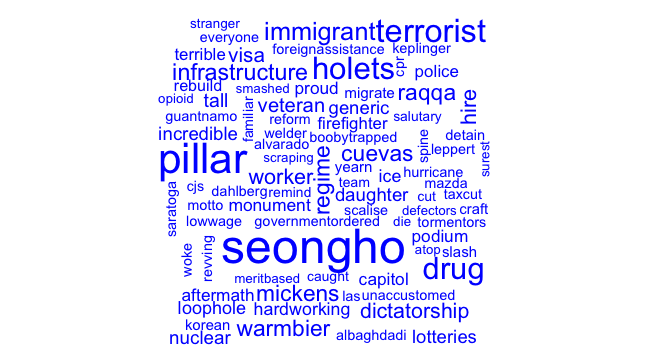 stranger
everyone immigrant terrorist
terrible visa foreignassistance keplinger
infrastructure holets cpr police
rebuild smashed proud migrate raqqa hire
opioid tall familiar veteran generic
guantnamo reform firefighter salutary
incredible welder boobytrapped spine detain
alvarado cuevas leppert surest
pillar scraping regime yearn ice hurricane
worker team mazda
saratoga cjs dahlberg remind daughter cut taxcut
motto monument scalise defectors craft
lowwage governmentordered die tormentors
seongho podium
woke revving atop slash
meritbased caught capitol drug
aftermath mickens las unaccustomed
loophole hardworking dictatorship
korean warmbier albaghdadi lotteries
nuclear